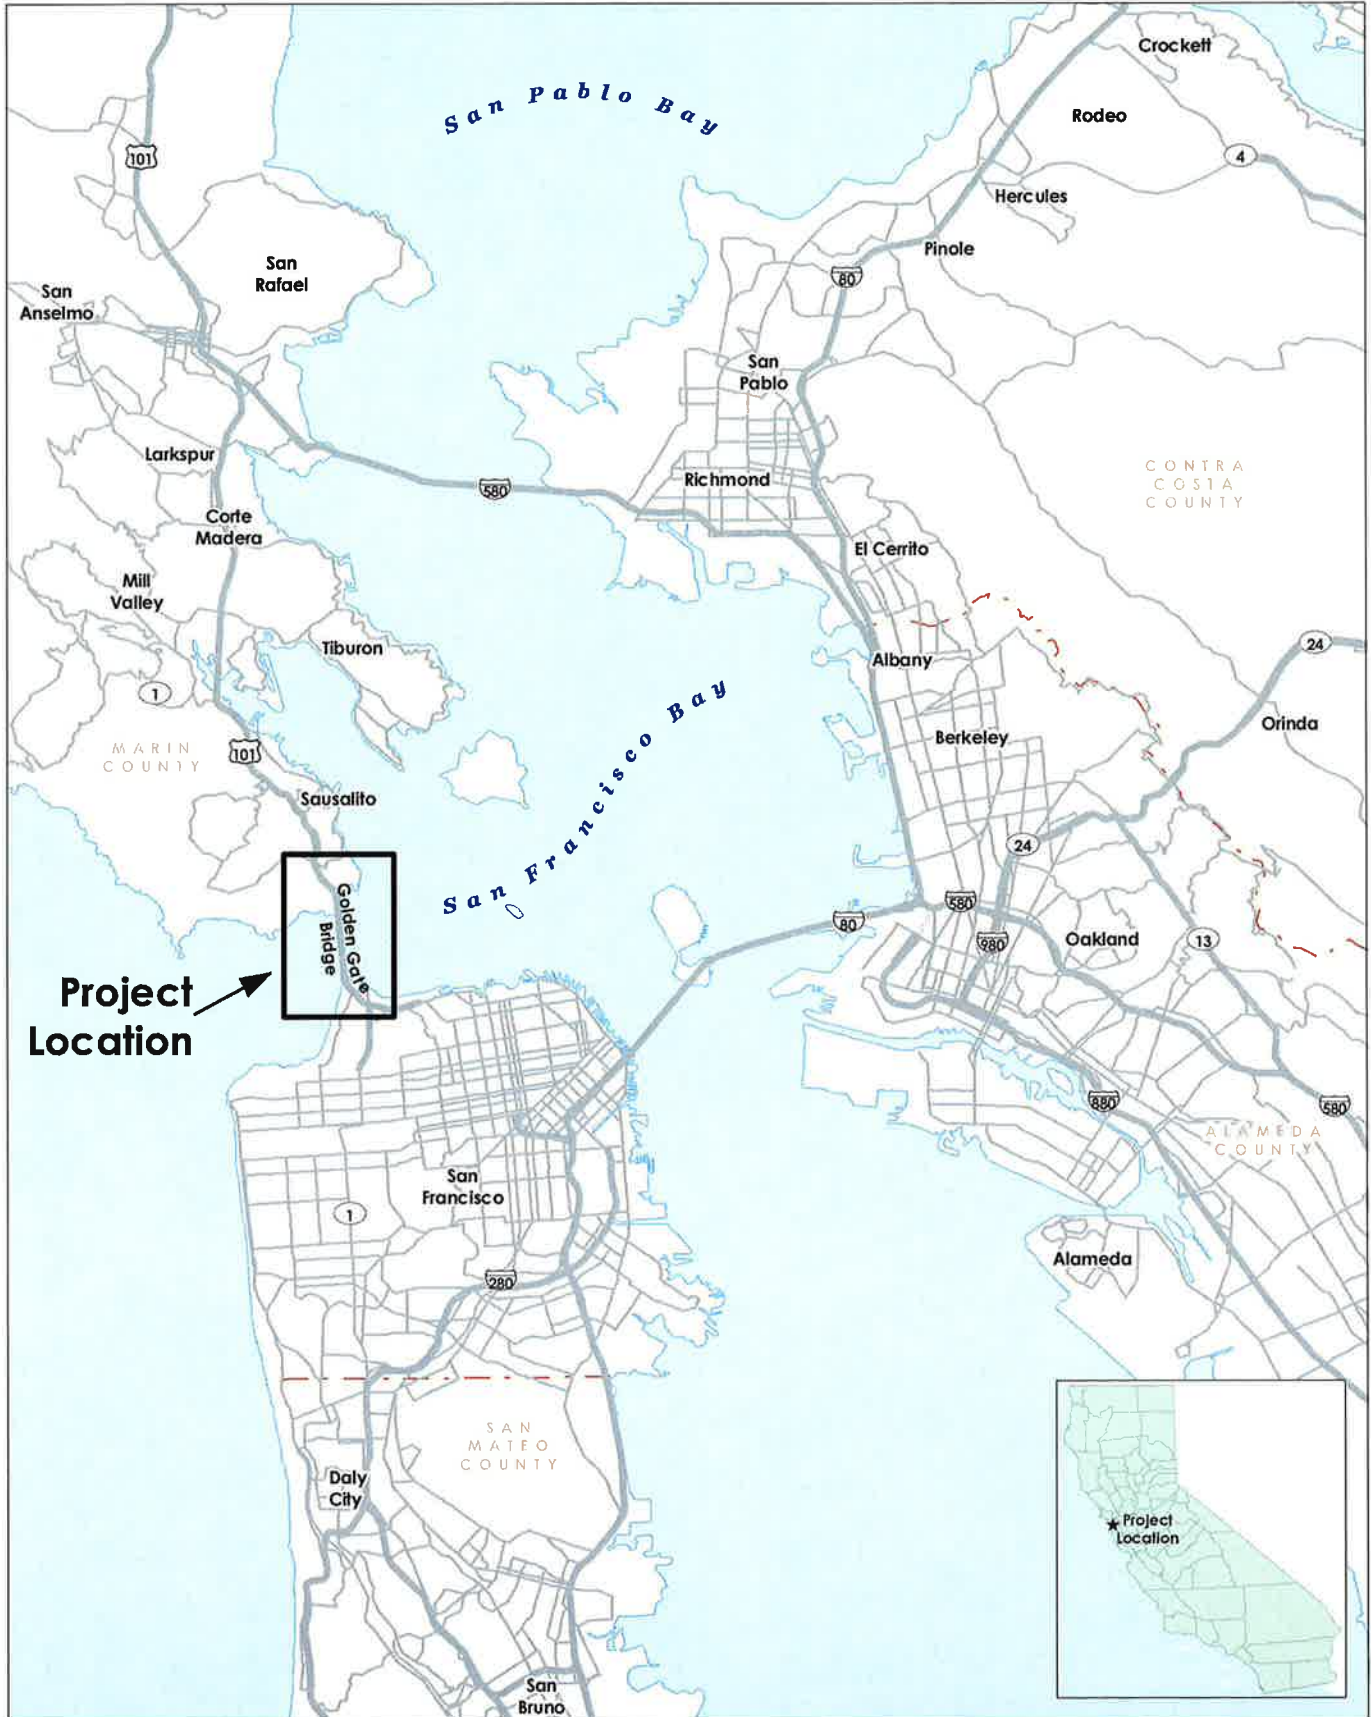 Crockett
San Pablo Bay
Rodeo
101
4
Hercules
Pinole
San
Rafael
80
San
Anselmo
San
Pablo
Larkspur
CONTRA
COSTA
COUNTY
Richmond
580
Corte
Madera
El Cerrito
Mill
Valley
Tiburon
24
Albany
1
San Francisco Bay
Orinda
Berkeley
MARIN
COUNTY
101
Sausalito
24
Golden Gate
Bridge
580
80
980
Oakland
13
Project
Location
880
580
ALAMEDA
COUNTY
San
Francisco
1
Alameda
280
SAN
MATEO
COUNTY
Daly
City
Project
Location
San
Bruno